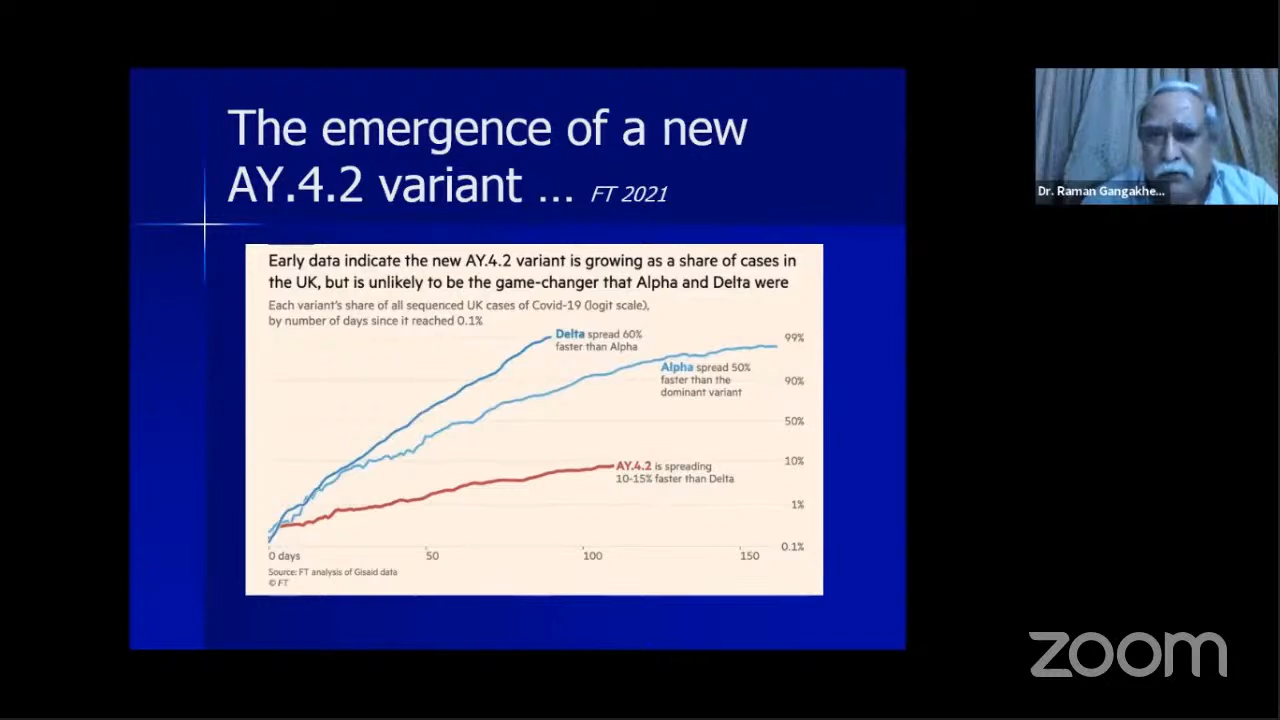 The emergence of a new
AY.4.2 variant ... FT 2021
Early data indicate the new AY.4.2 variant is growing as a share of cases in
the UK, but is unlikely to be the game-changer that Alpha and Delta were
Each variant's share of all sequenced UK cases of Covid-19 (logit scale),
by number of days since it reached 0.1%
Delta spread 60%
faster than Alpha
99%
Alpha spread 50%
faster than the
dominant variant
90%
50%
10%
AY.4.2 is spreading
10-15% faster than Delta
1%
0.1%
0 days
50
100
150
Source: FT analysis of Gisaid data
© FT
Dr. Raman Gangakhe...
zoom